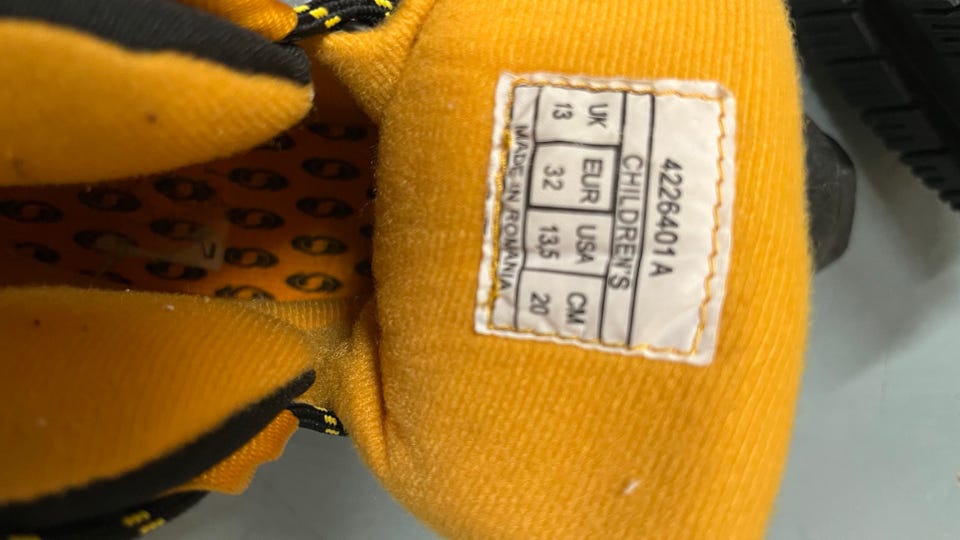 4226401A
CHILDREN'S
UK EUR USA CM
13 32 13.5 20
MADE IN ROMANIA